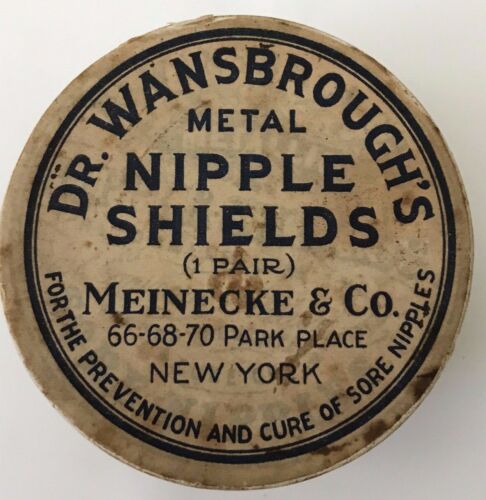 DR. WANSBROUGH'S
METAL
NIPPLE
SHIELDS
(1 PAIR)
MEINECKE & CO.
66-68-70 PARK PLACE
NEW YORK
FOR THE PREVENTION AND CURE OF SORE NIPPLES